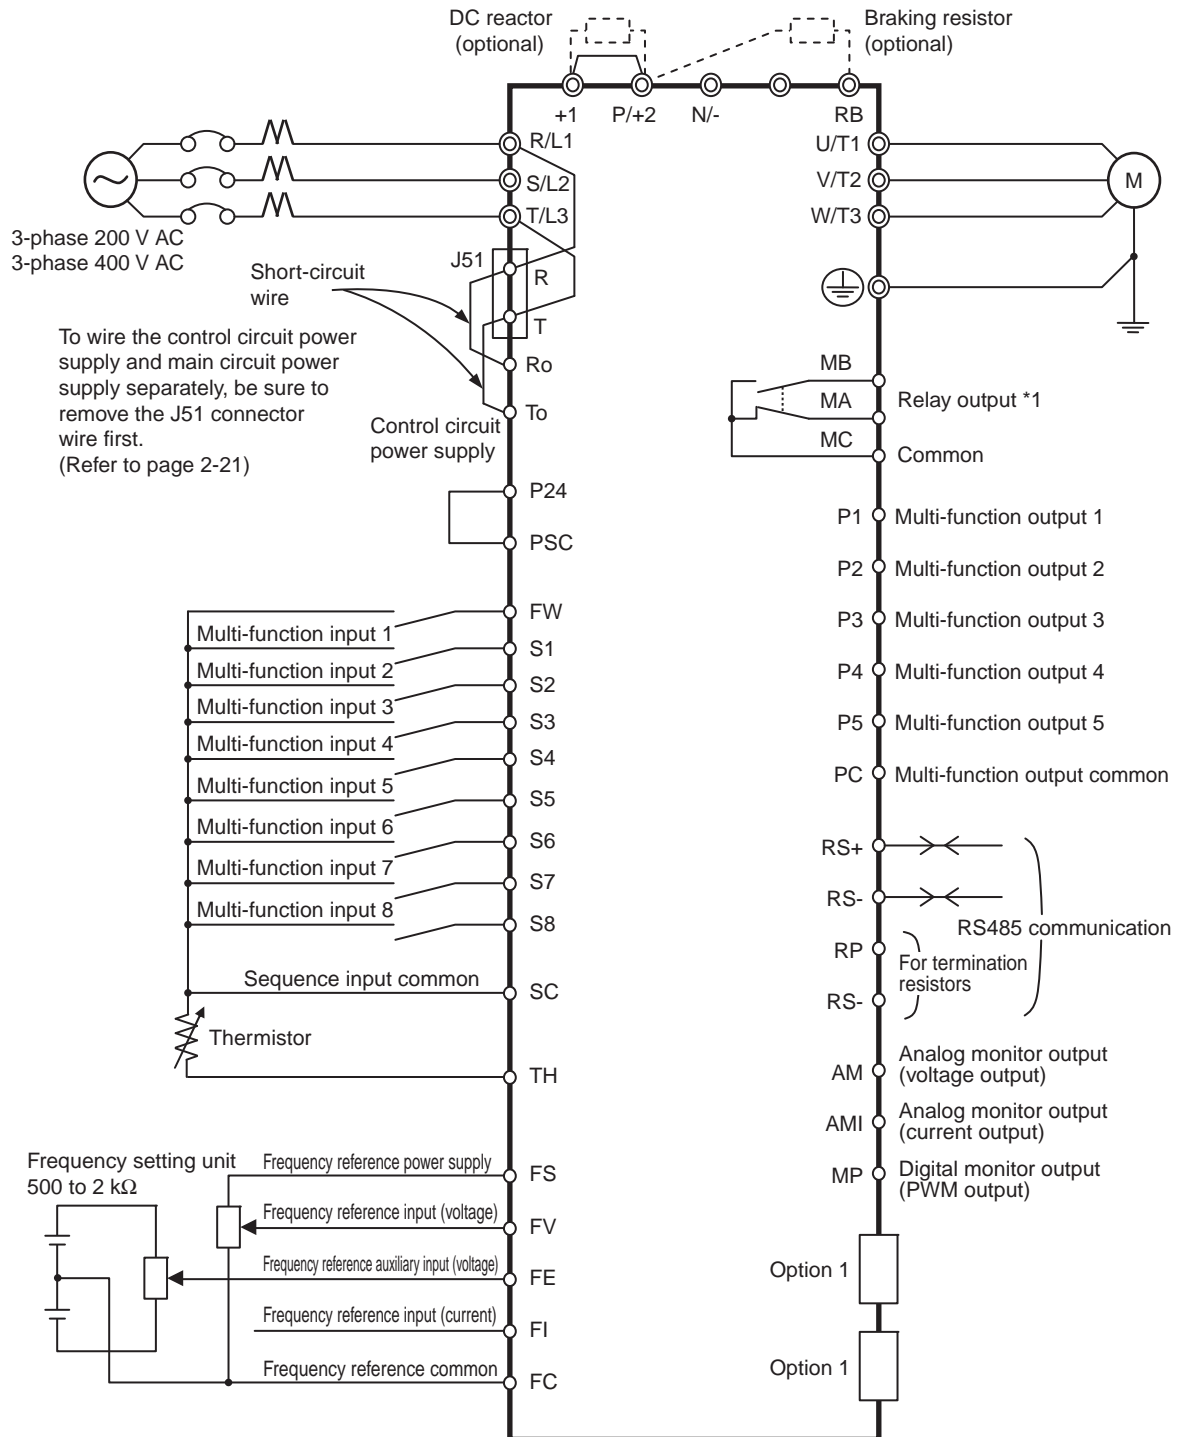 DC reactor
(optional)
Braking resistor
(optional)
+1
P/+2
N/-
RB
R/L1
S/L2
T/L3
U/T1
V/T2
W/T3
M
3-phase 200 V AC
3-phase 400 V AC
J51
R
T
Short-circuit
wire
To wire the control circuit power
supply and main circuit power
supply separately, be sure to
remove the J51 connector
wire first.
(Refer to page 2-21)
Ro
To
Control circuit
power supply
MB
MA
Relay output *1
MC
Common
P24
PSC
P1 Multi-function output 1
P2 Multi-function output 2
P3 Multi-function output 3
P4 Multi-function output 4
P5 Multi-function output 5
PC Multi-function output common
FW
Multi-function input 1
S1
Multi-function input 2
S2
Multi-function input 3
S3
Multi-function input 4
S4
Multi-function input 5
S5
Multi-function input 6
S6
Multi-function input 7
S7
Multi-function input 8
S8
Sequence input common
SC
Thermistor
TH
RS+
RS-
RS485 communication
RP
For termination
resistors
RS-
AM
Analog monitor output
(voltage output)
AMI
Analog monitor output
(current output)
MP
Digital monitor output
(PWM output)
Frequency setting unit
500 to 2 kΩ
Frequency reference power supply
FS
Frequency reference input (voltage)
FV
Frequency reference auxiliary input (voltage)
FE
Frequency reference input (current)
FI
Frequency reference common
FC
Option 1
Option 1